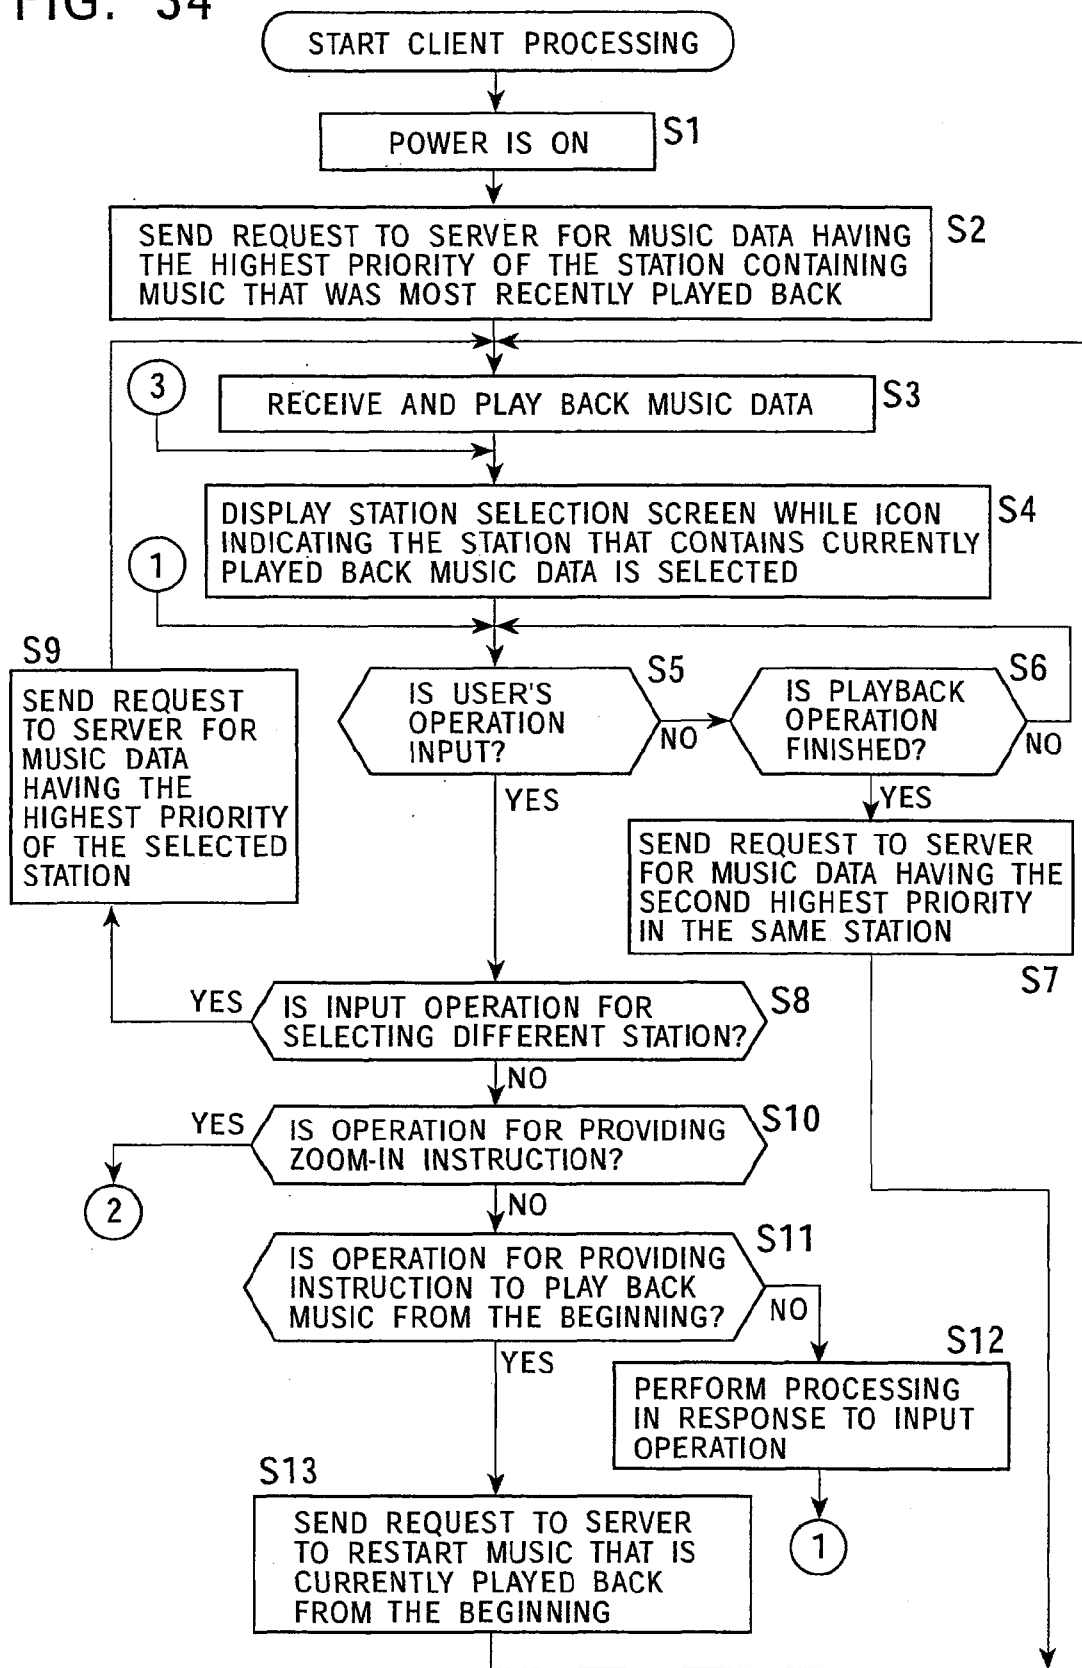 FIG. 34
START CLIENT PROCESSING
POWER IS ON
S1
SEND REQUEST TO SERVER FOR MUSIC DATA HAVING
THE HIGHEST PRIORITY OF THE STATION CONTAINING
MUSIC THAT WAS MOST RECENTLY PLAYED BACK
S2
3
RECEIVE AND PLAY BACK MUSIC DATA
S3
DISPLAY STATION SELECTION SCREEN WHILE ICON
INDICATING THE STATION THAT CONTAINS CURRENTLY
PLAYED BACK MUSIC DATA IS SELECTED
S4
1
S9
SEND REQUEST
TO SERVER FOR
MUSIC DATA
HAVING THE
HIGHEST PRIORITY
OF THE SELECTED
STATION
IS USER'S
OPERATION
INPUT?
S5
NO
YES
IS PLAYBACK
OPERATION
FINISHED?
S6
NO
YES
SEND REQUEST TO SERVER
FOR MUSIC DATA HAVING THE
SECOND HIGHEST PRIORITY
IN THE SAME STATION
S7
YES
IS INPUT OPERATION FOR
SELECTING DIFFERENT STATION?
S8
NO
YES
IS OPERATION FOR PROVIDING
ZOOM-IN INSTRUCTION?
S10
2
NO
IS OPERATION FOR PROVIDING
INSTRUCTION TO PLAY BACK
MUSIC FROM THE BEGINNING?
S11
NO
YES
S12
PERFORM PROCESSING
IN RESPONSE TO INPUT
OPERATION
1
S13
SEND REQUEST TO SERVER
TO RESTART MUSIC THAT IS
CURRENTLY PLAYED BACK
FROM THE BEGINNING